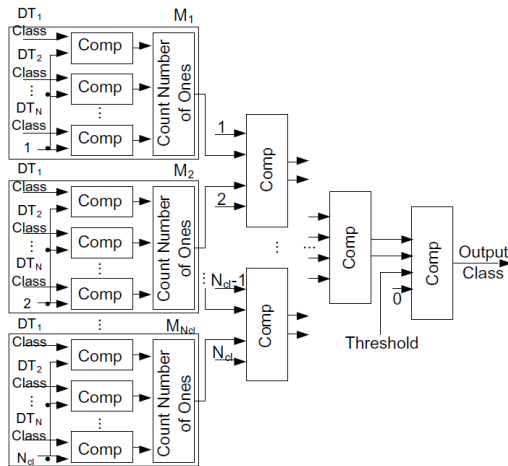 DT1
M1
Class
Comp
DT2
Class
Comp
⋮
DTN
⋮
Class
Comp
1
Count Number
of Ones
DT1
M2
Class
Comp
DT2
Class
Comp
⋮
DTN
⋮
Class
Comp
2
Count Number
of Ones
DT1
⋮
MNcl
Class
Comp
DT2
Class
Comp
⋮
DTN
⋮
Class
Comp
Ncl
Count Number
of Ones
1
Comp
2
⋮
...
⋮
Ncl-1
Comp
Ncl
...
Comp
Comp
0
Threshold
Output
Class